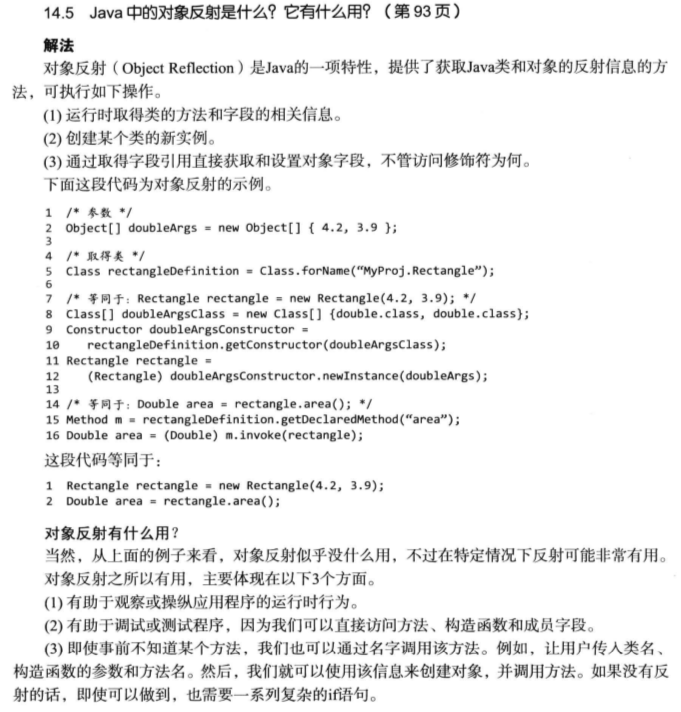 14.5 Java 中的对象反射是什么？它有什么用？（第 93 页）
解法
对象反射（Object Reflection）是Java的一项特性，提供了获取Java类和对象的反射信息的方
法，可执行如下操作。
(1) 运行时取得类的方法和字段的相关信息。
(2) 创建某个类的新实例。
(3) 通过取得字段引用直接获取和设置对象字段，不管访问修饰符为何。
下面这段代码为对象反射的示例。
1 /* 参数 */
2 Object[] doubleArgs = new Object[] { 4.2, 3.9 };
3
4 /* 取得类 */
5 Class rectangleDefinition = Class.forName(“MyProj.Rectangle”);
6
7 /* 等同于：Rectangle rectangle = new Rectangle(4.2, 3.9); */
8 Class[] doubleArgsClass = new Class[] {double.class, double.class};
9 Constructor doubleArgsConstructor =
10 rectangleDefinition.getConstructor(doubleArgsClass);
11 Rectangle rectangle =
12 (Rectangle) doubleArgsConstructor.newInstance(doubleArgs);
13
14 /* 等同于：Double area = rectangle.area(); */
15 Method m = rectangleDefinition.getDeclaredMethod(“area”);
16 Double area = (Double) m.invoke(rectangle);
这段代码等同于：
1 Rectangle rectangle = new Rectangle(4.2, 3.9);
2 Double area = rectangle.area();
对象反射有什么用？
当然，从上面的例子来看，对象反射似乎没什么用，不过在特定情况下反射可能非常有用。
对象反射之所以有用，主要体现在以下3个方面。
(1) 有助于观察或操纵应用程序的运行时行为。
(2) 有助于调试或测试程序，因为我们可以直接访问方法、构造函数和成员字段。
(3) 即使事前不知道某个方法，我们也可以通过名字调用该方法。例如，让用户传入类名、
构造函数的参数和方法名。然后，我们就可以使用该信息来创建对象，并调用方法。如果没有反
射的话，即使可以做到，也需要一系列复杂的if语句。